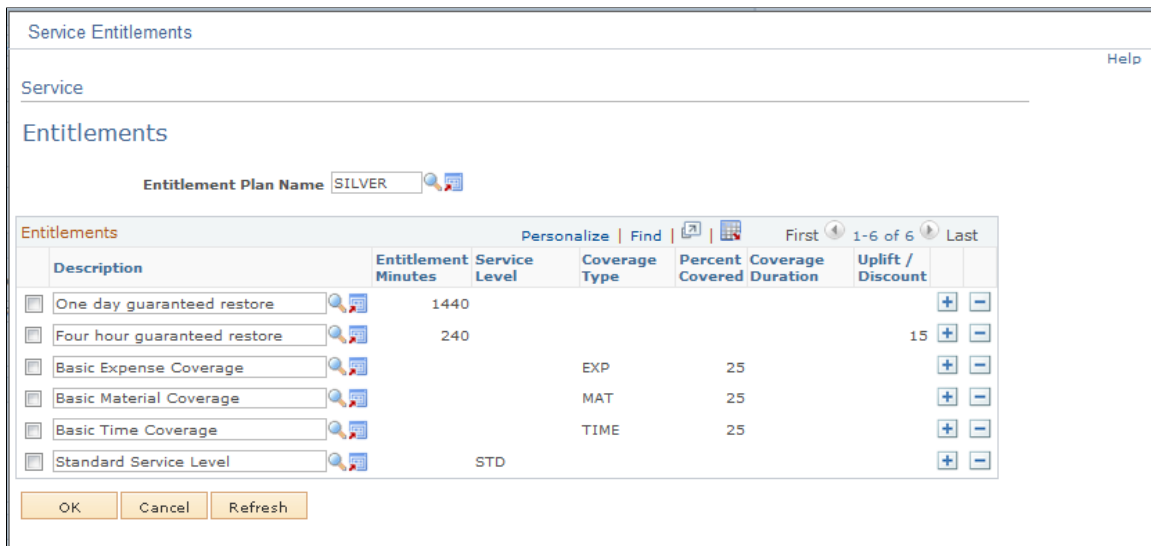 Service Entitlements
Help
Service
Entitlements
Entitlement Plan Name SILVER
Entitlements Personalize | Find | | First 1-6 of 6 Last
Description Entitlement Minutes Service Level Coverage Type Percent Covered Coverage Duration Uplift / Discount
One day guaranteed restore 1440
Four hour guaranteed restore 240 15
Basic Expense Coverage EXP 25
Basic Material Coverage MAT 25
Basic Time Coverage TIME 25
Standard Service Level STD
OK Cancel Refresh